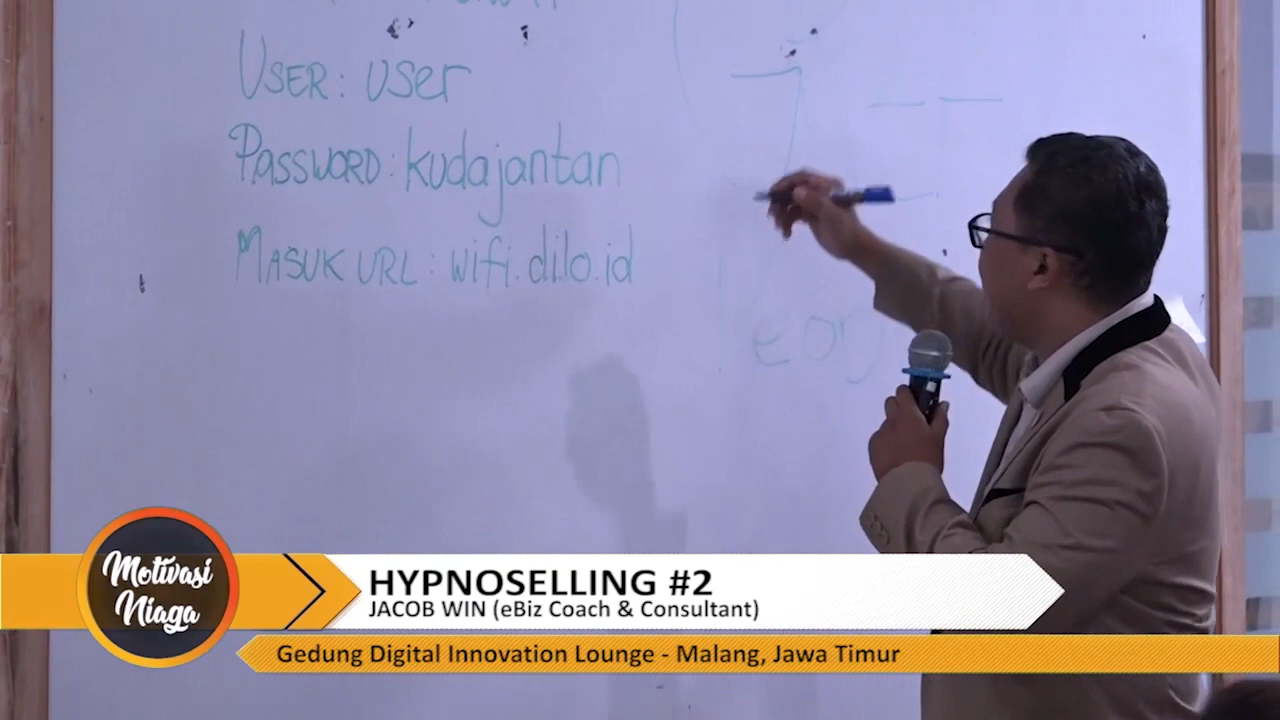 USER: user
PASSWORD: kudajantan
MASUK URL: wifi.dilo.id
Motivasi
Niaga
HYPNOSELLING #2
JACOB WIN (eBiz Coach & Consultant)
Gedung Digital Innovation Lounge - Malang, Jawa Timur